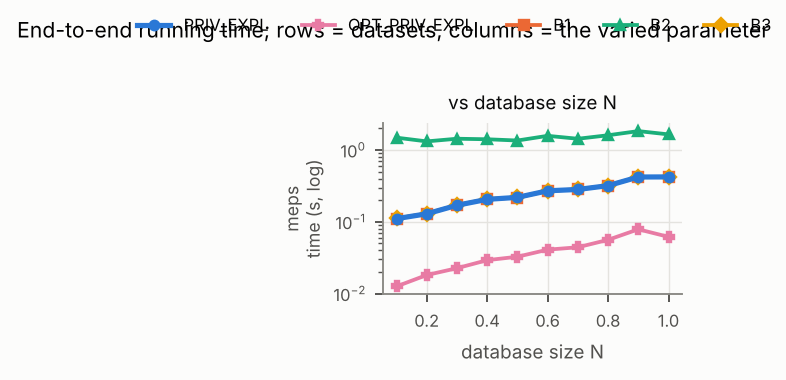 End-to-end running time; rows = datasets, columns = the varied parameter
PRIV_EXPL OPT_PRIV_EXPL B1 B2 B3
vs database size N
meps
time (s, log)
10⁰
10⁻¹
10⁻²
0.2 0.4 0.6 0.8 1.0
database size N